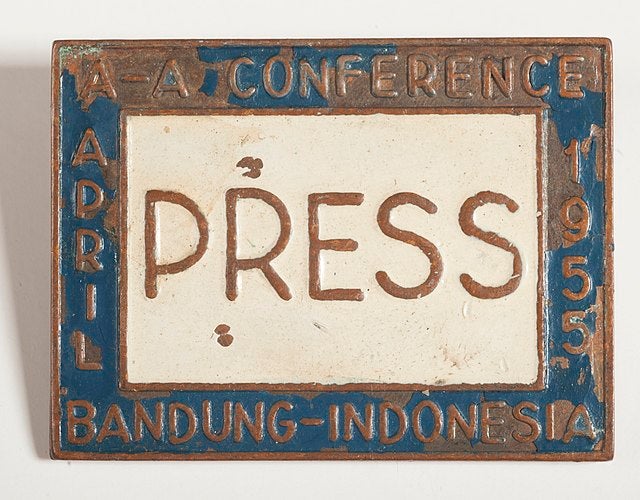 A-A CONFERENCE
APRIL
PRESS
1955
BANDUNG-INDONESIA